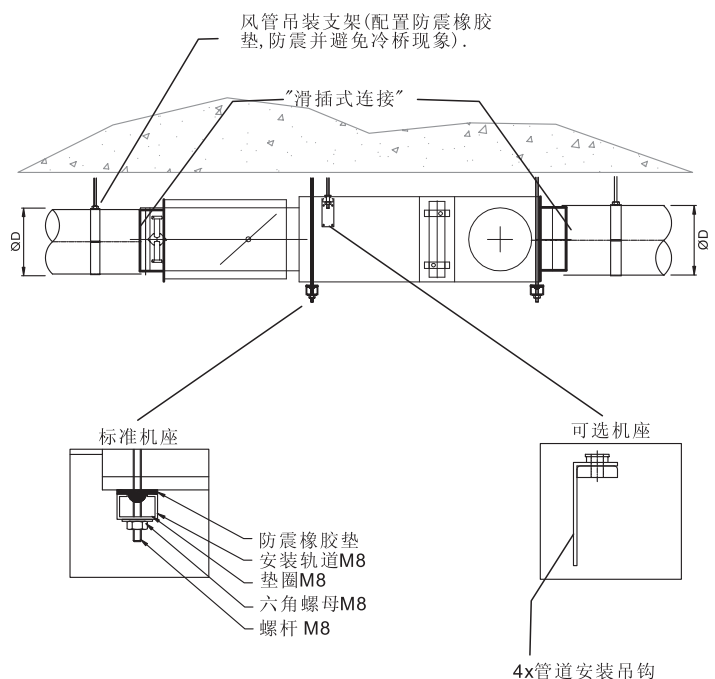 风管吊装支架(配置防震橡胶
垫,防震并避免冷桥现象).
"滑插式连接"
ØD
ØD
标准机座
可选机座
防震橡胶垫
安装轨道M8
垫圈M8
六角螺母M8
螺杆 M8
4x管道安装吊钩